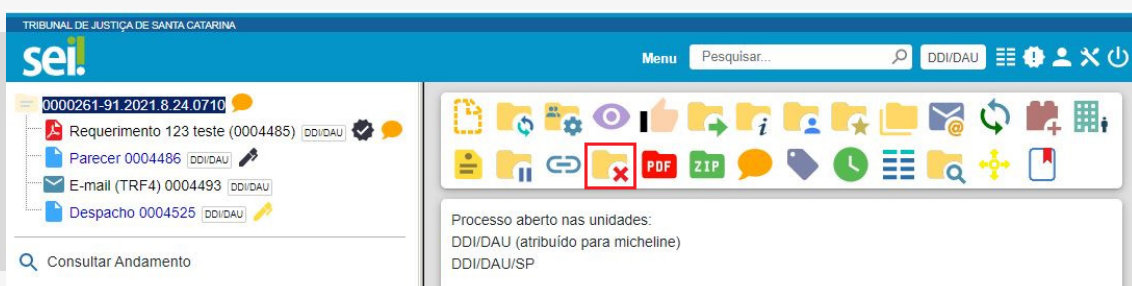 TRIBUNAL DE JUSTIÇA DE SANTA CATARINA
sei!
Menu
Pesquisar...
DDI/DAU
0000261-91.2021.8.24.0710
Requerimento 123 teste (0004485) DDI/DAU
Parecer 0004486 DDI/DAU
E-mail (TRF4) 0004493 DDI/DAU
Despacho 0004525 DDI/DAU
Consultar Andamento
PDF
ZIP
Processo aberto nas unidades:
DDI/DAU (atribuído para micheline)
DDI/DAU/SP